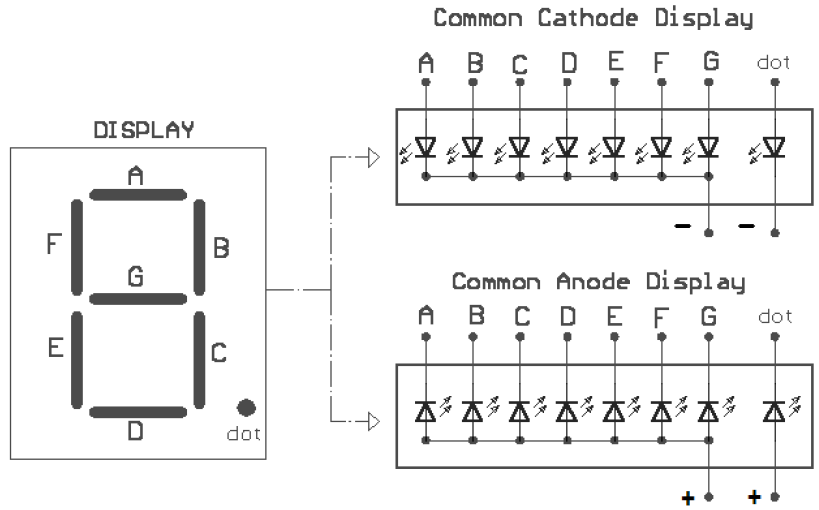 Common Cathode Display
A B C D E F G dot
DISPLAY
A
F B
G
E C
D dot
- -
Common Anode Display
A B C D E F G dot
+ +